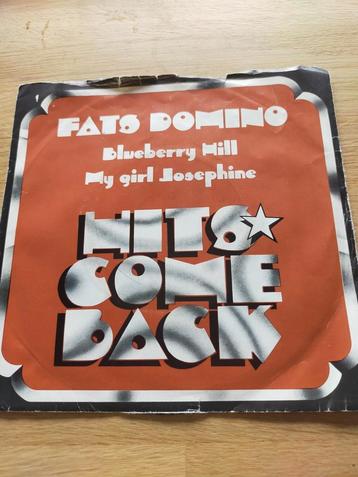 FATS DOMINO
Blueberry Hill
My girl Josephine
HITS
COME
BACK